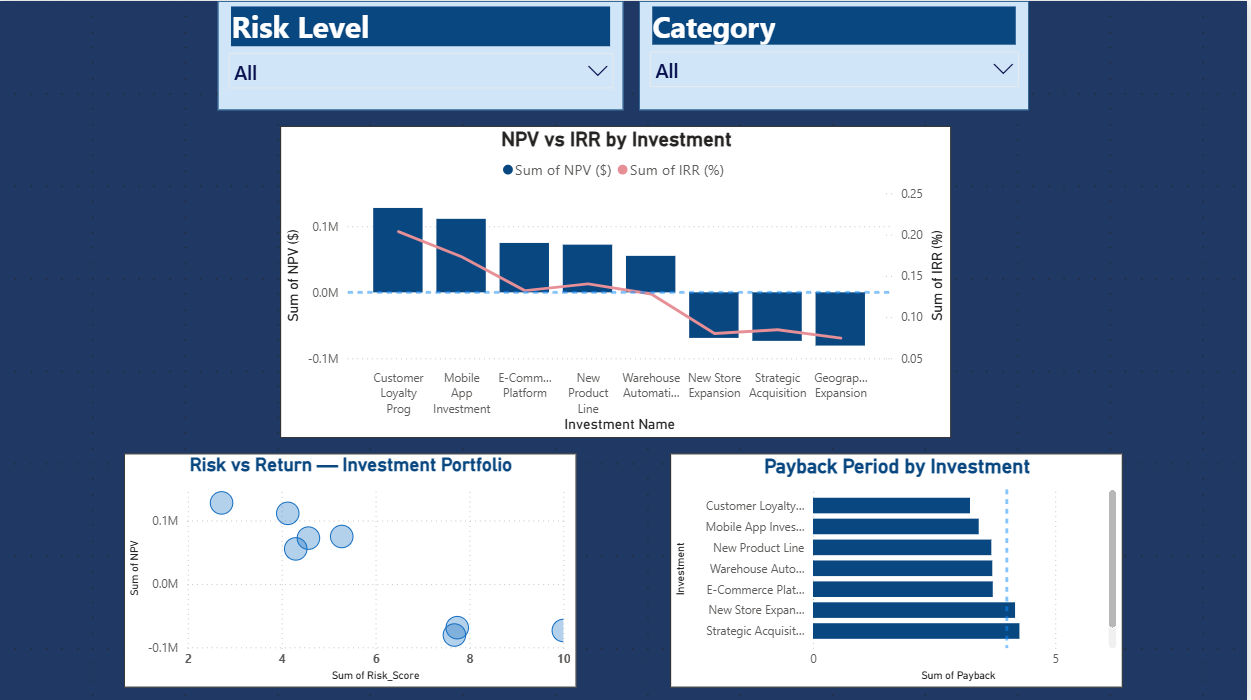 Risk Level
Category
All
All
NPV vs IRR by Investment
Sum of NPV ($) Sum of IRR (%)
0.25
0.1M
0.20
0.15
0.0M
0.10
-0.1M
0.05
Sum of NPV ($)
Sum of IRR (%)
Customer Mobile E-Comm... New Warehouse New Store Strategic Geograp...
Loyalty App Platform Product Automati... Expansion Acquisition Expansion
Prog Investment Line
Investment Name
Risk vs Return — Investment Portfolio
Sum of NPV
0.1M
0.0M
-0.1M
2 4 6 8 10
Sum of Risk_Score
Payback Period by Investment
Investment
Customer Loyalty...
Mobile App Inves...
New Product Line
Warehouse Auto...
E-Commerce Plat...
New Store Expan...
Strategic Acquisit...
0 5
Sum of Payback